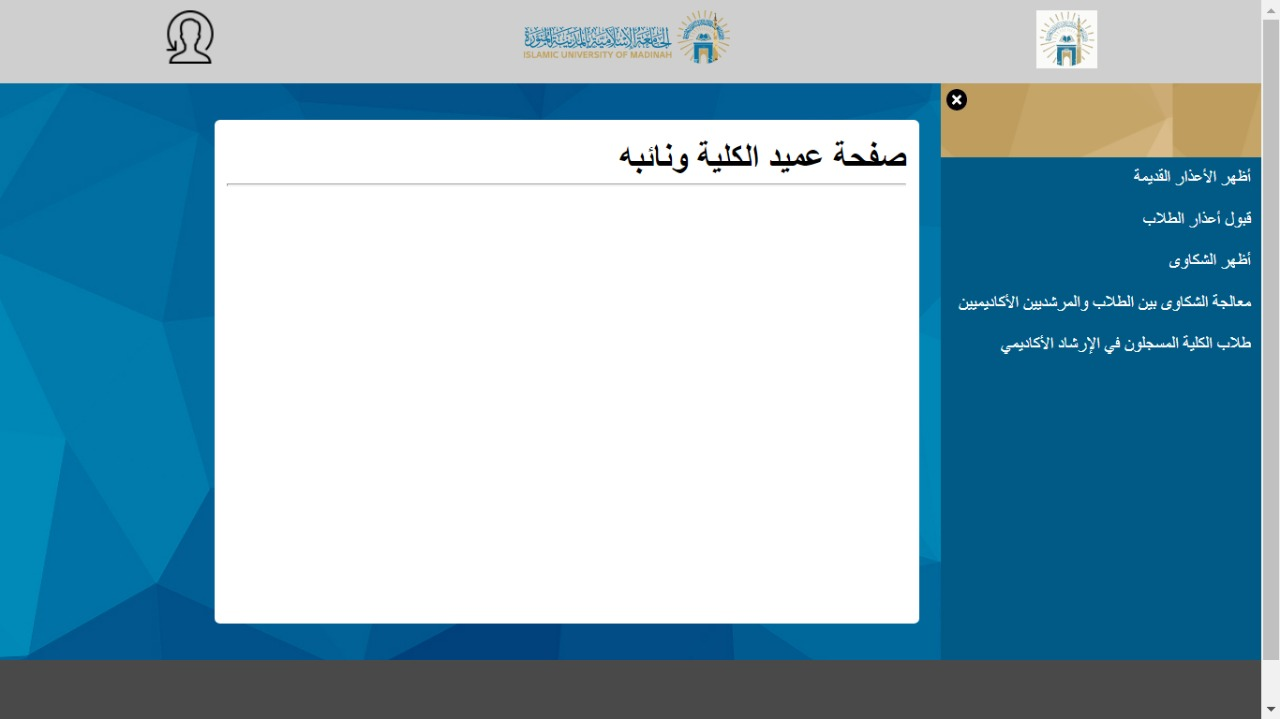 الجامعة الإسلامية بالمدينة المنورة
ISLAMIC UNIVERSITY OF MADINAH
صفحة عميد الكلية ونائبه
أظهر الأعذار القديمة
قبول أعذار الطلاب
أظهر الشكاوى
معالجة الشكاوى بين الطلاب والمرشديين الأكاديميين
طلاب الكلية المسجلون في الإرشاد الأكاديمي